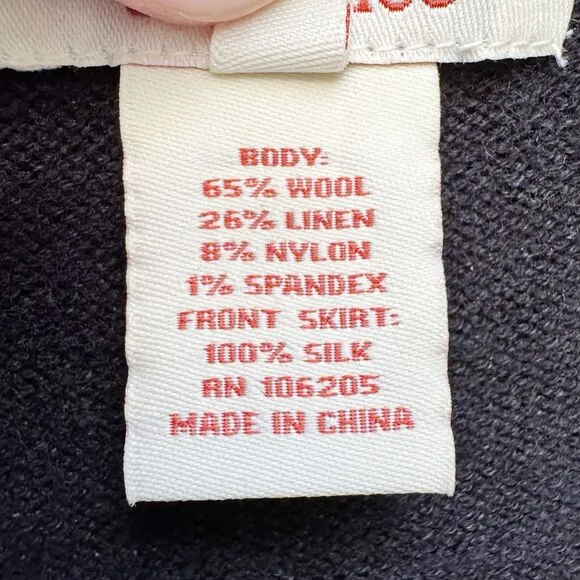 BODY:
65% WOOL
26% LINEN
8% NYLON
1% SPANDEX
FRONT SKIRT:
100% SILK
RN 106205
MADE IN CHINA